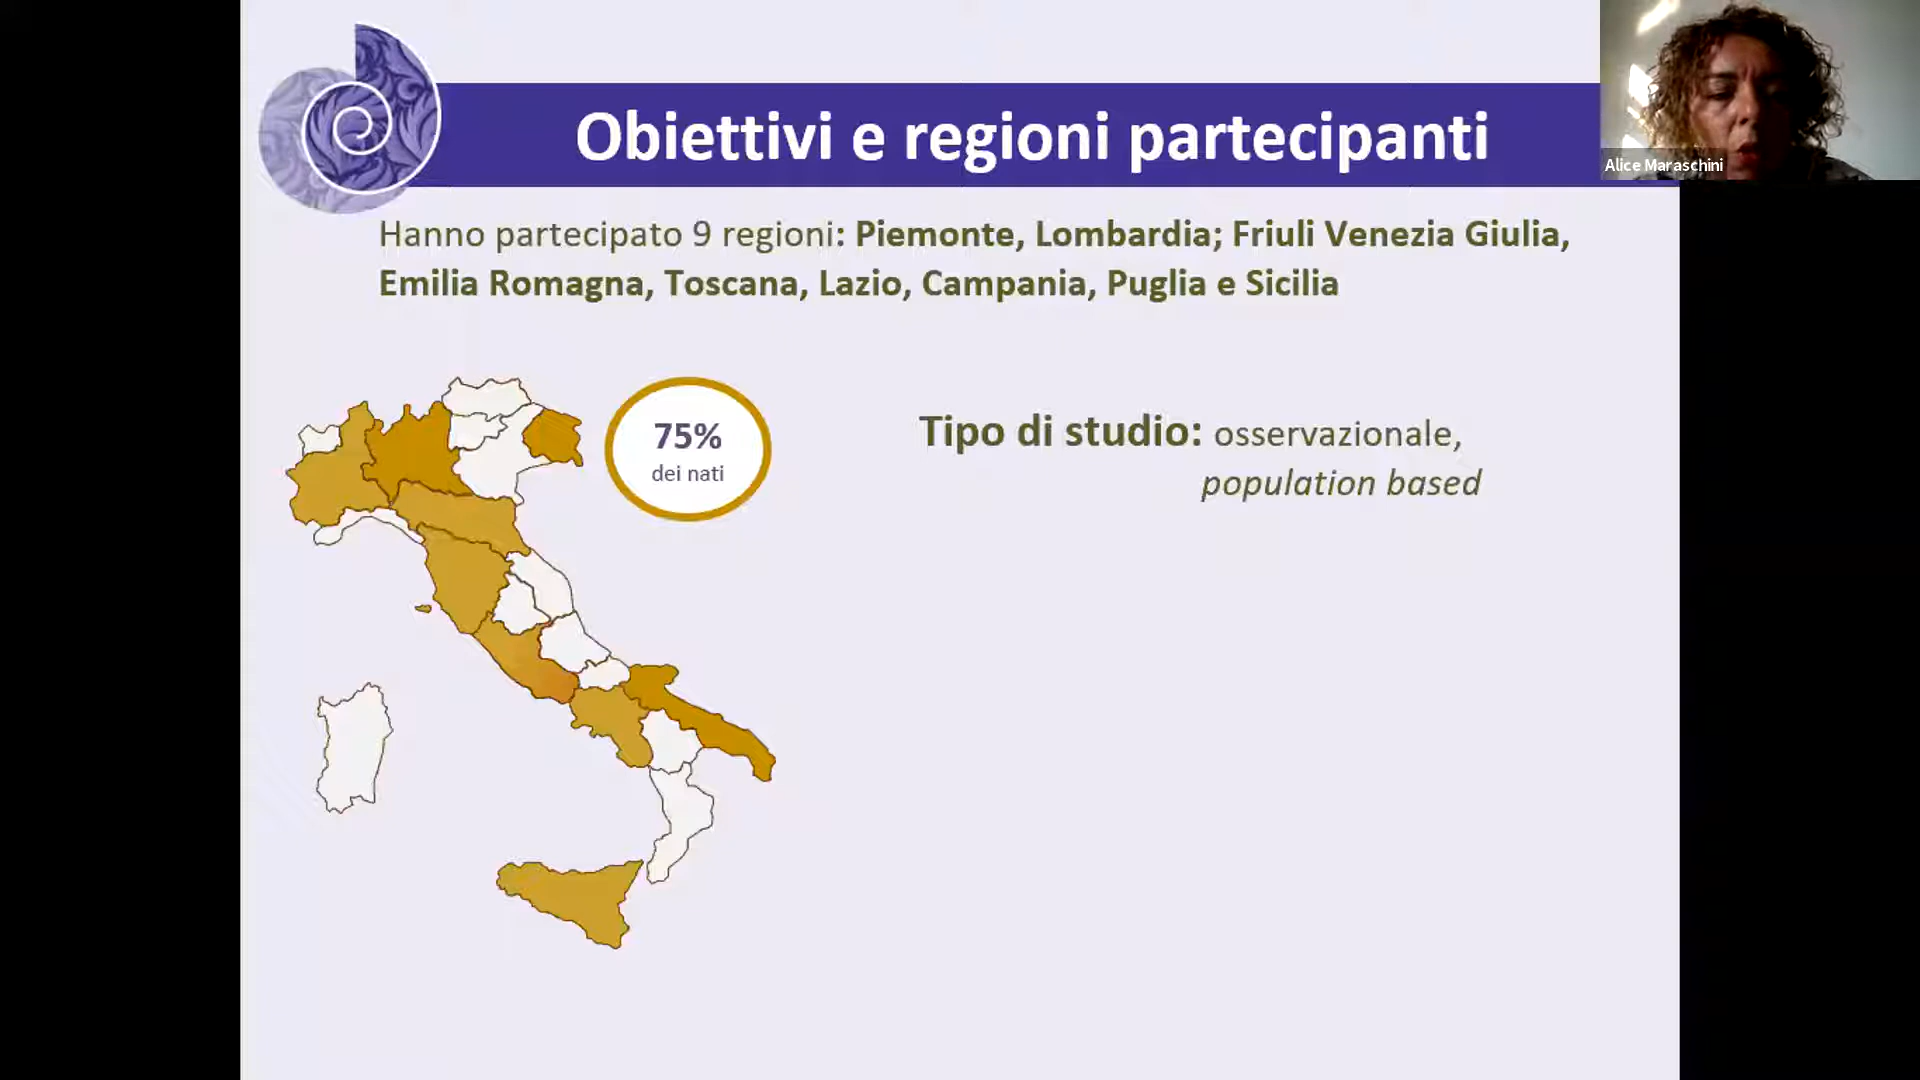 Obiettivi e regioni partecipanti
Alice Maraschini
Hanno partecipato 9 regioni: Piemonte, Lombardia; Friuli Venezia Giulia,
Emilia Romagna, Toscana, Lazio, Campania, Puglia e Sicilia
75%
dei nati
Tipo di studio: osservazionale,
population based